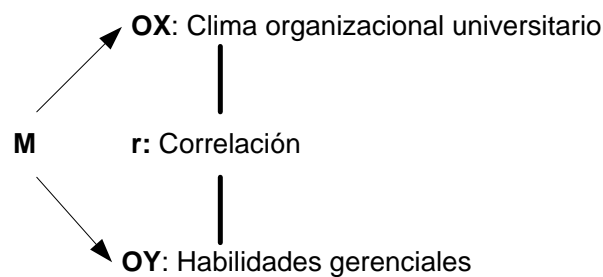 OX: Clima organizacional universitario
M
r: Correlación
OY: Habilidades gerenciales